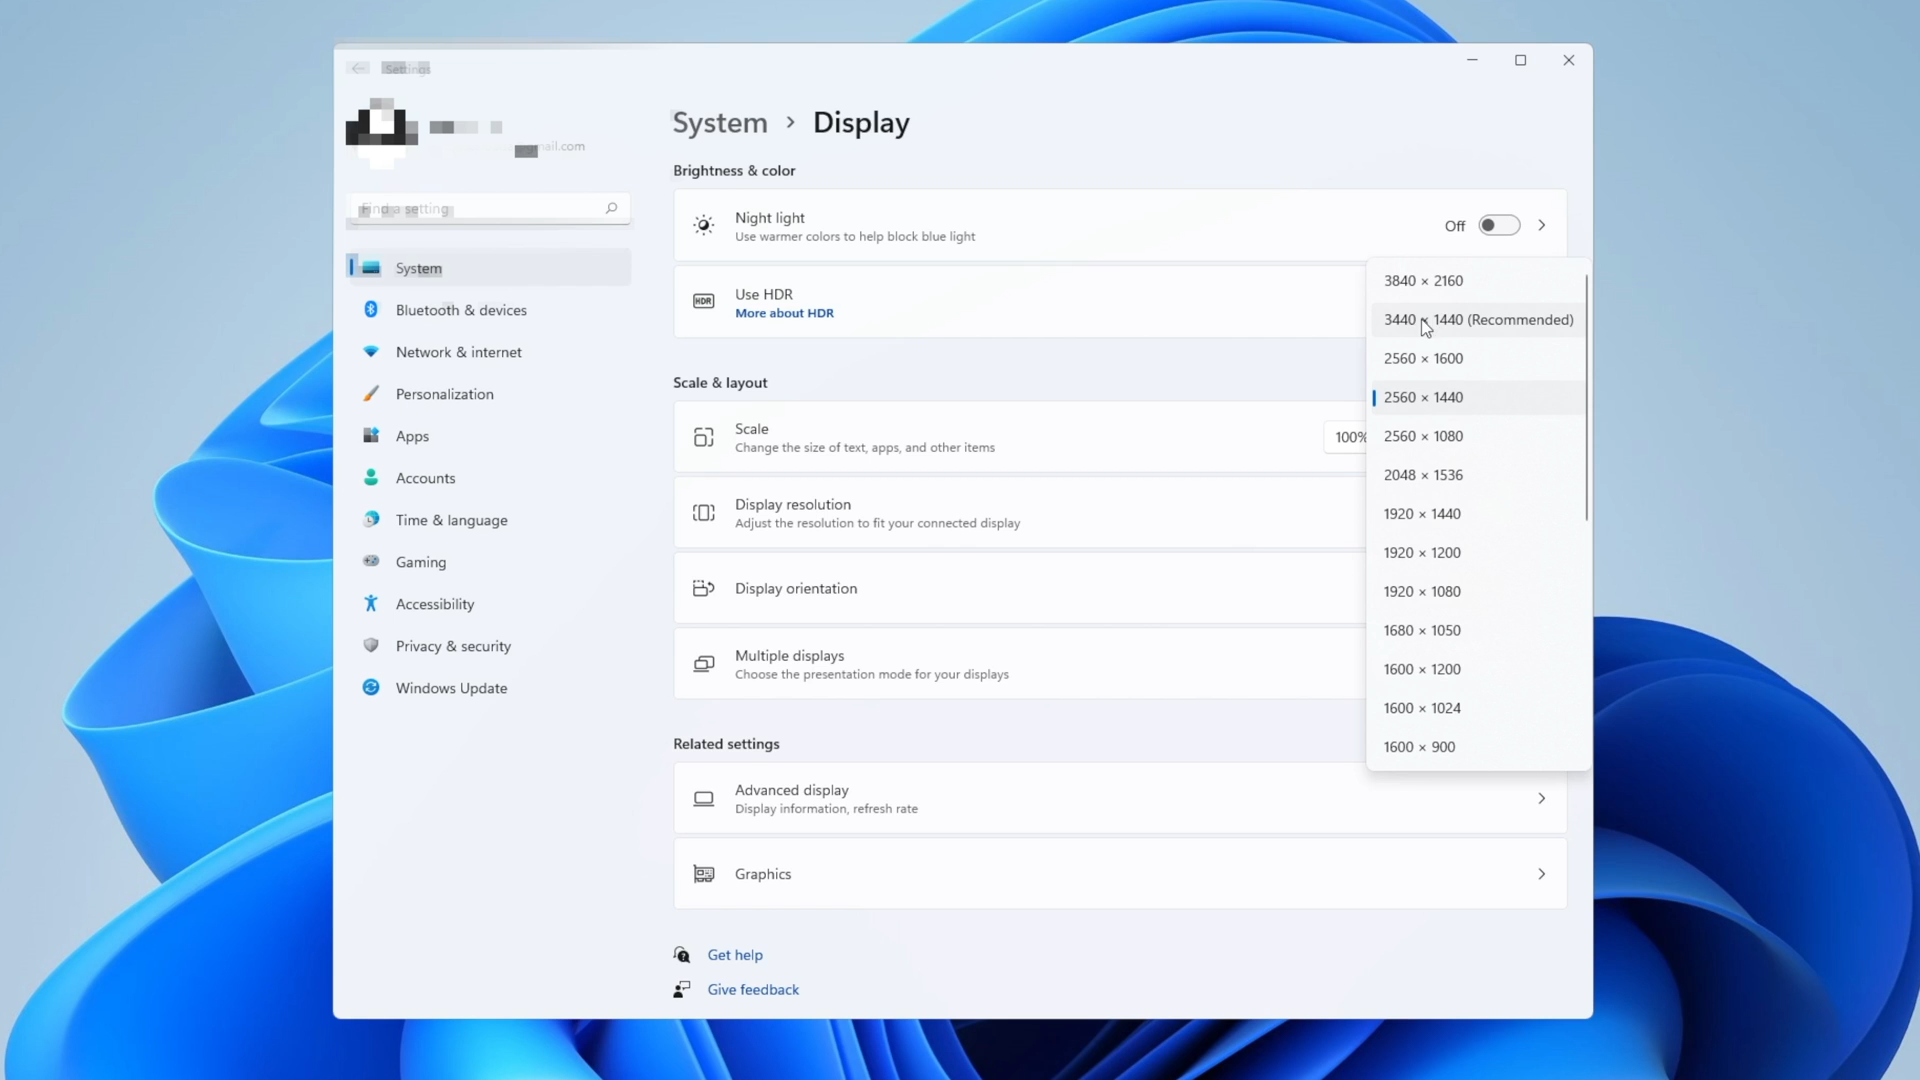 Settings
mail.com
Find a setting
System
Bluetooth & devices
Network & internet
Personalization
Apps
Accounts
Time & language
Gaming
Accessibility
Privacy & security
Windows Update
System > Display
Brightness & color
Night light
Use warmer colors to help block blue light
Off
Use HDR
More about HDR
Scale & layout
Scale
Change the size of text, apps, and other items
100%
Display resolution
Adjust the resolution to fit your connected display
Display orientation
Multiple displays
Choose the presentation mode for your displays
3840 × 2160
3440 × 1440 (Recommended)
2560 × 1600
2560 × 1440
2560 × 1080
2048 × 1536
1920 × 1440
1920 × 1200
1920 × 1080
1680 × 1050
1600 × 1200
1600 × 1024
1600 × 900
Related settings
Advanced display
Display information, refresh rate
Graphics
Get help
Give feedback